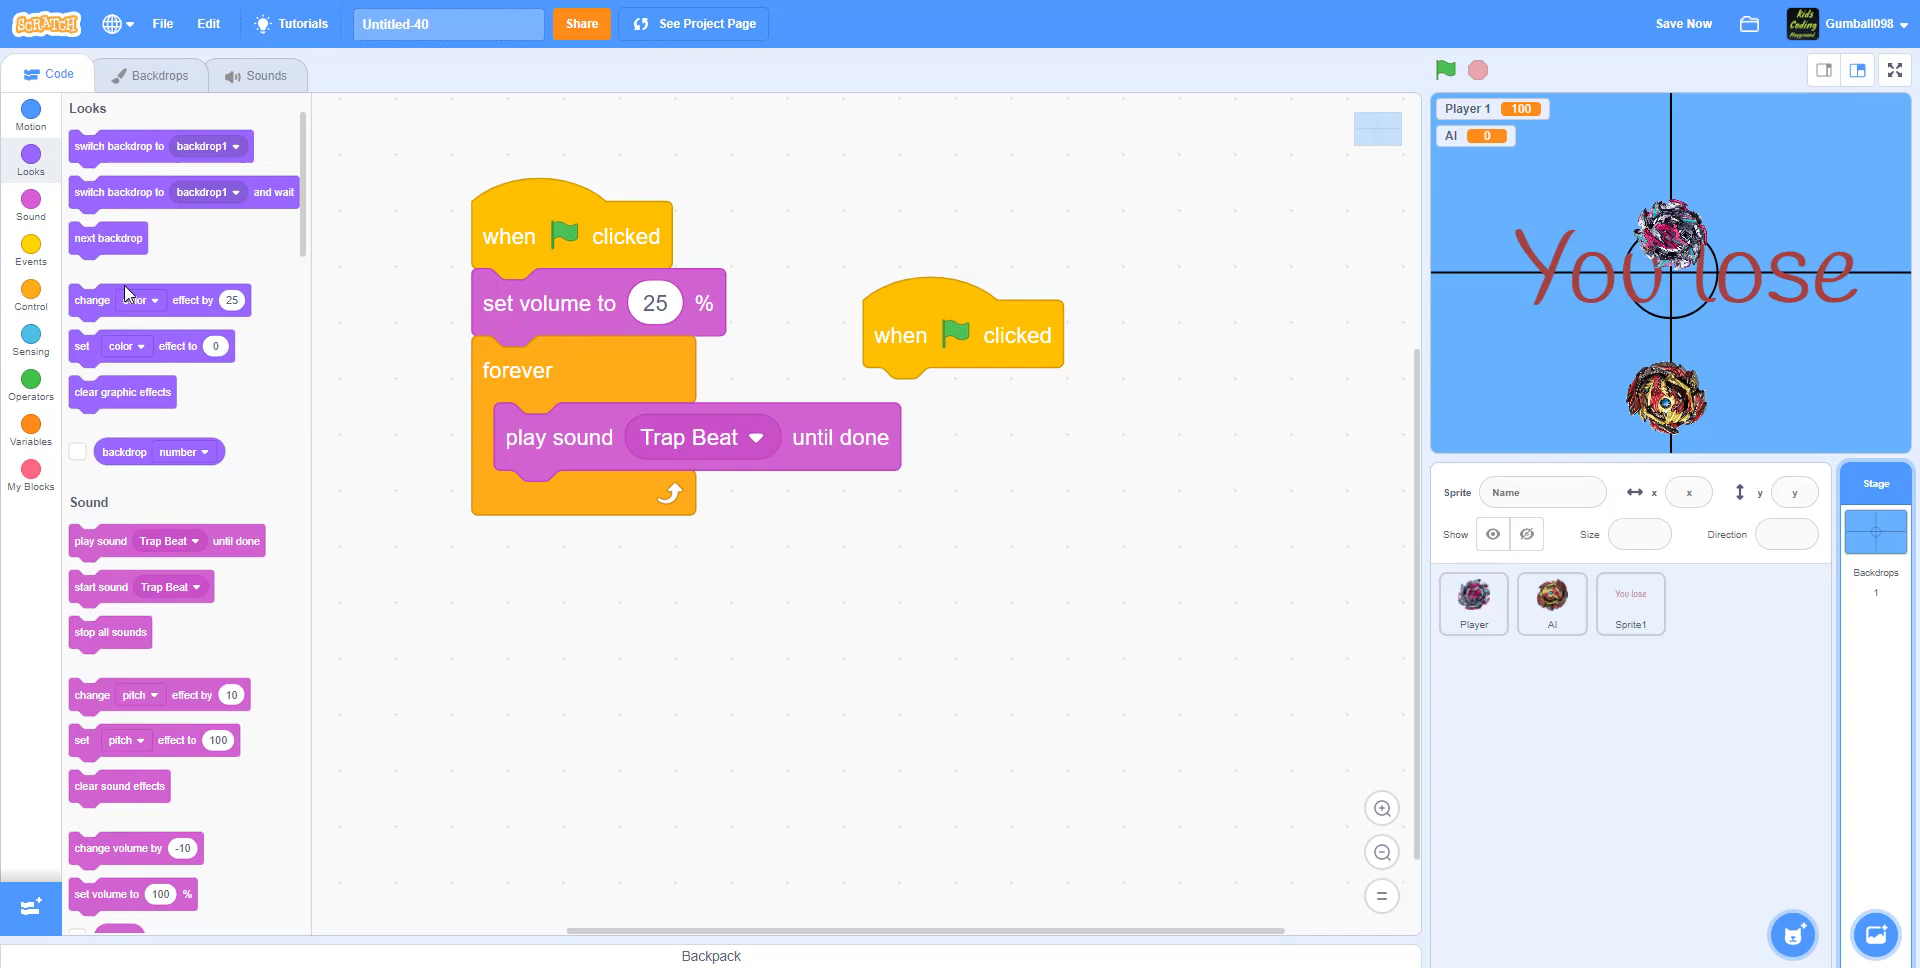 SCRATCH File Edit Tutorials Untitled-40 Share See Project Page Save Now Kids Coding Playground Gumball098
Code Backdrops Sounds
Motion
Looks
Sound
Events
Control
Sensing
Operators
Variables
My Blocks
Looks
switch backdrop to backdrop1
switch backdrop to backdrop1 and wait
next backdrop
change effect by 25
set color effect to 0
clear graphic effects
backdrop number
Sound
play sound Trap Beat until done
start sound Trap Beat
stop all sounds
change pitch effect by 10
set pitch effect to 100
clear sound effects
change volume by -10
set volume to 100 %
when clicked
set volume to 25 %
forever
play sound Trap Beat until done
when clicked
Backpack
Player 1 100
AI 0
You lose
Sprite Name x x y y
Show Size Direction
Player
AI
You lose
Sprite1
Stage
Backdrops
1